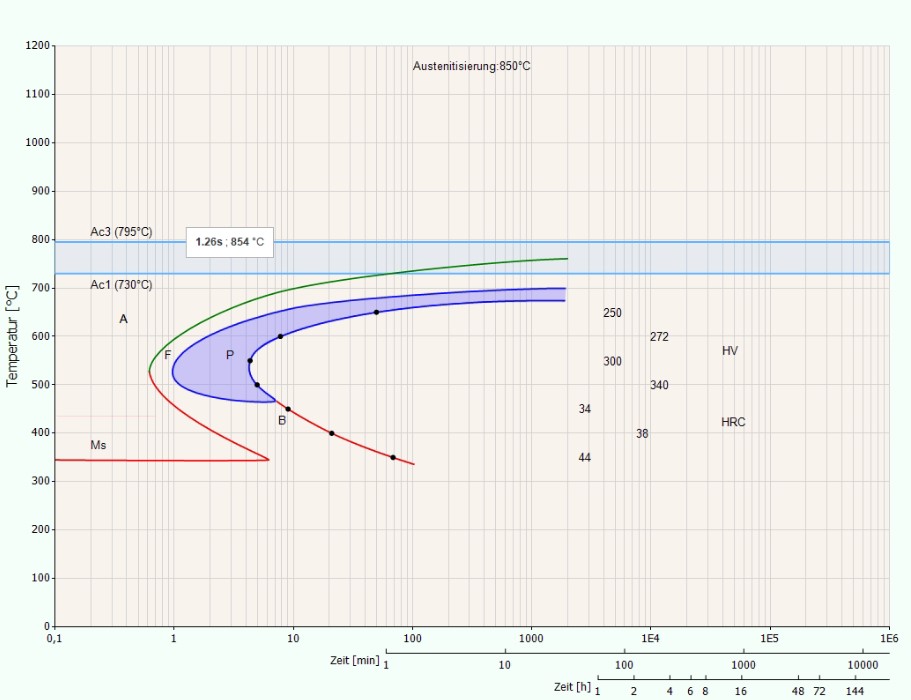 1200
Austenitisierung:850°C
1100
1000
900
Ac3 (795°C)
800
1.26s ; 854 °C
Ac1 (730°C)
700
250
A
272
600
F
P
HV
300
500
340
34
B
HRC
400
38
Ms
44
300
200
100
0
Temperatur [°C]
0,1 1 10 100 1000 1E4 1E5 1E6
Zeit [min] 1 10 100 1000 10000
Zeit [h] 1 2 4 6 8 16 48 72 144